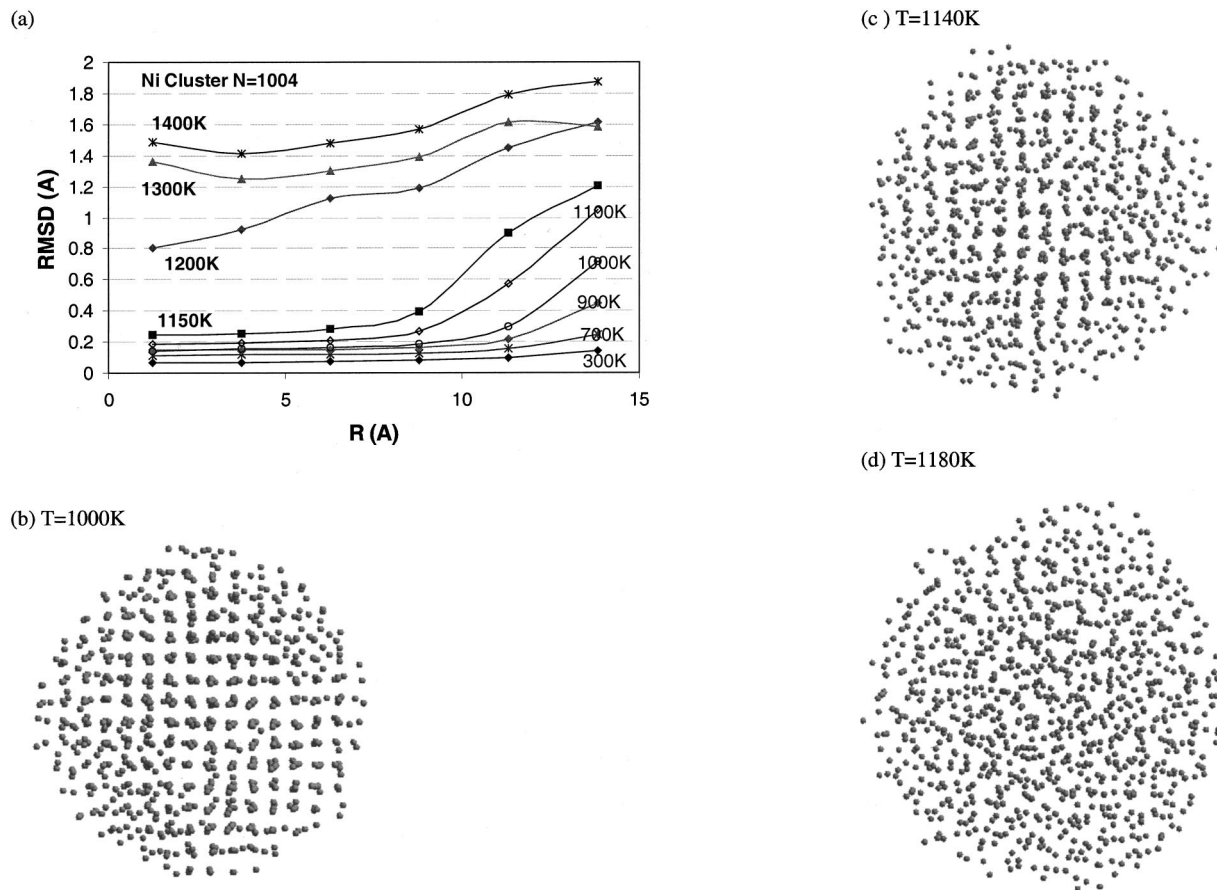 (a)
2
1.8
1.6
1.4
1.2
1
0.8
0.6
0.4
0.2
0
RMSD (A)
Ni Cluster N=1004
1400K
1300K
1200K
1150K
1100K
1000K
900K
700K
300K
0
5
10
15
R (A)
(b) T=1000K
(c ) T=1140K
(d) T=1180K